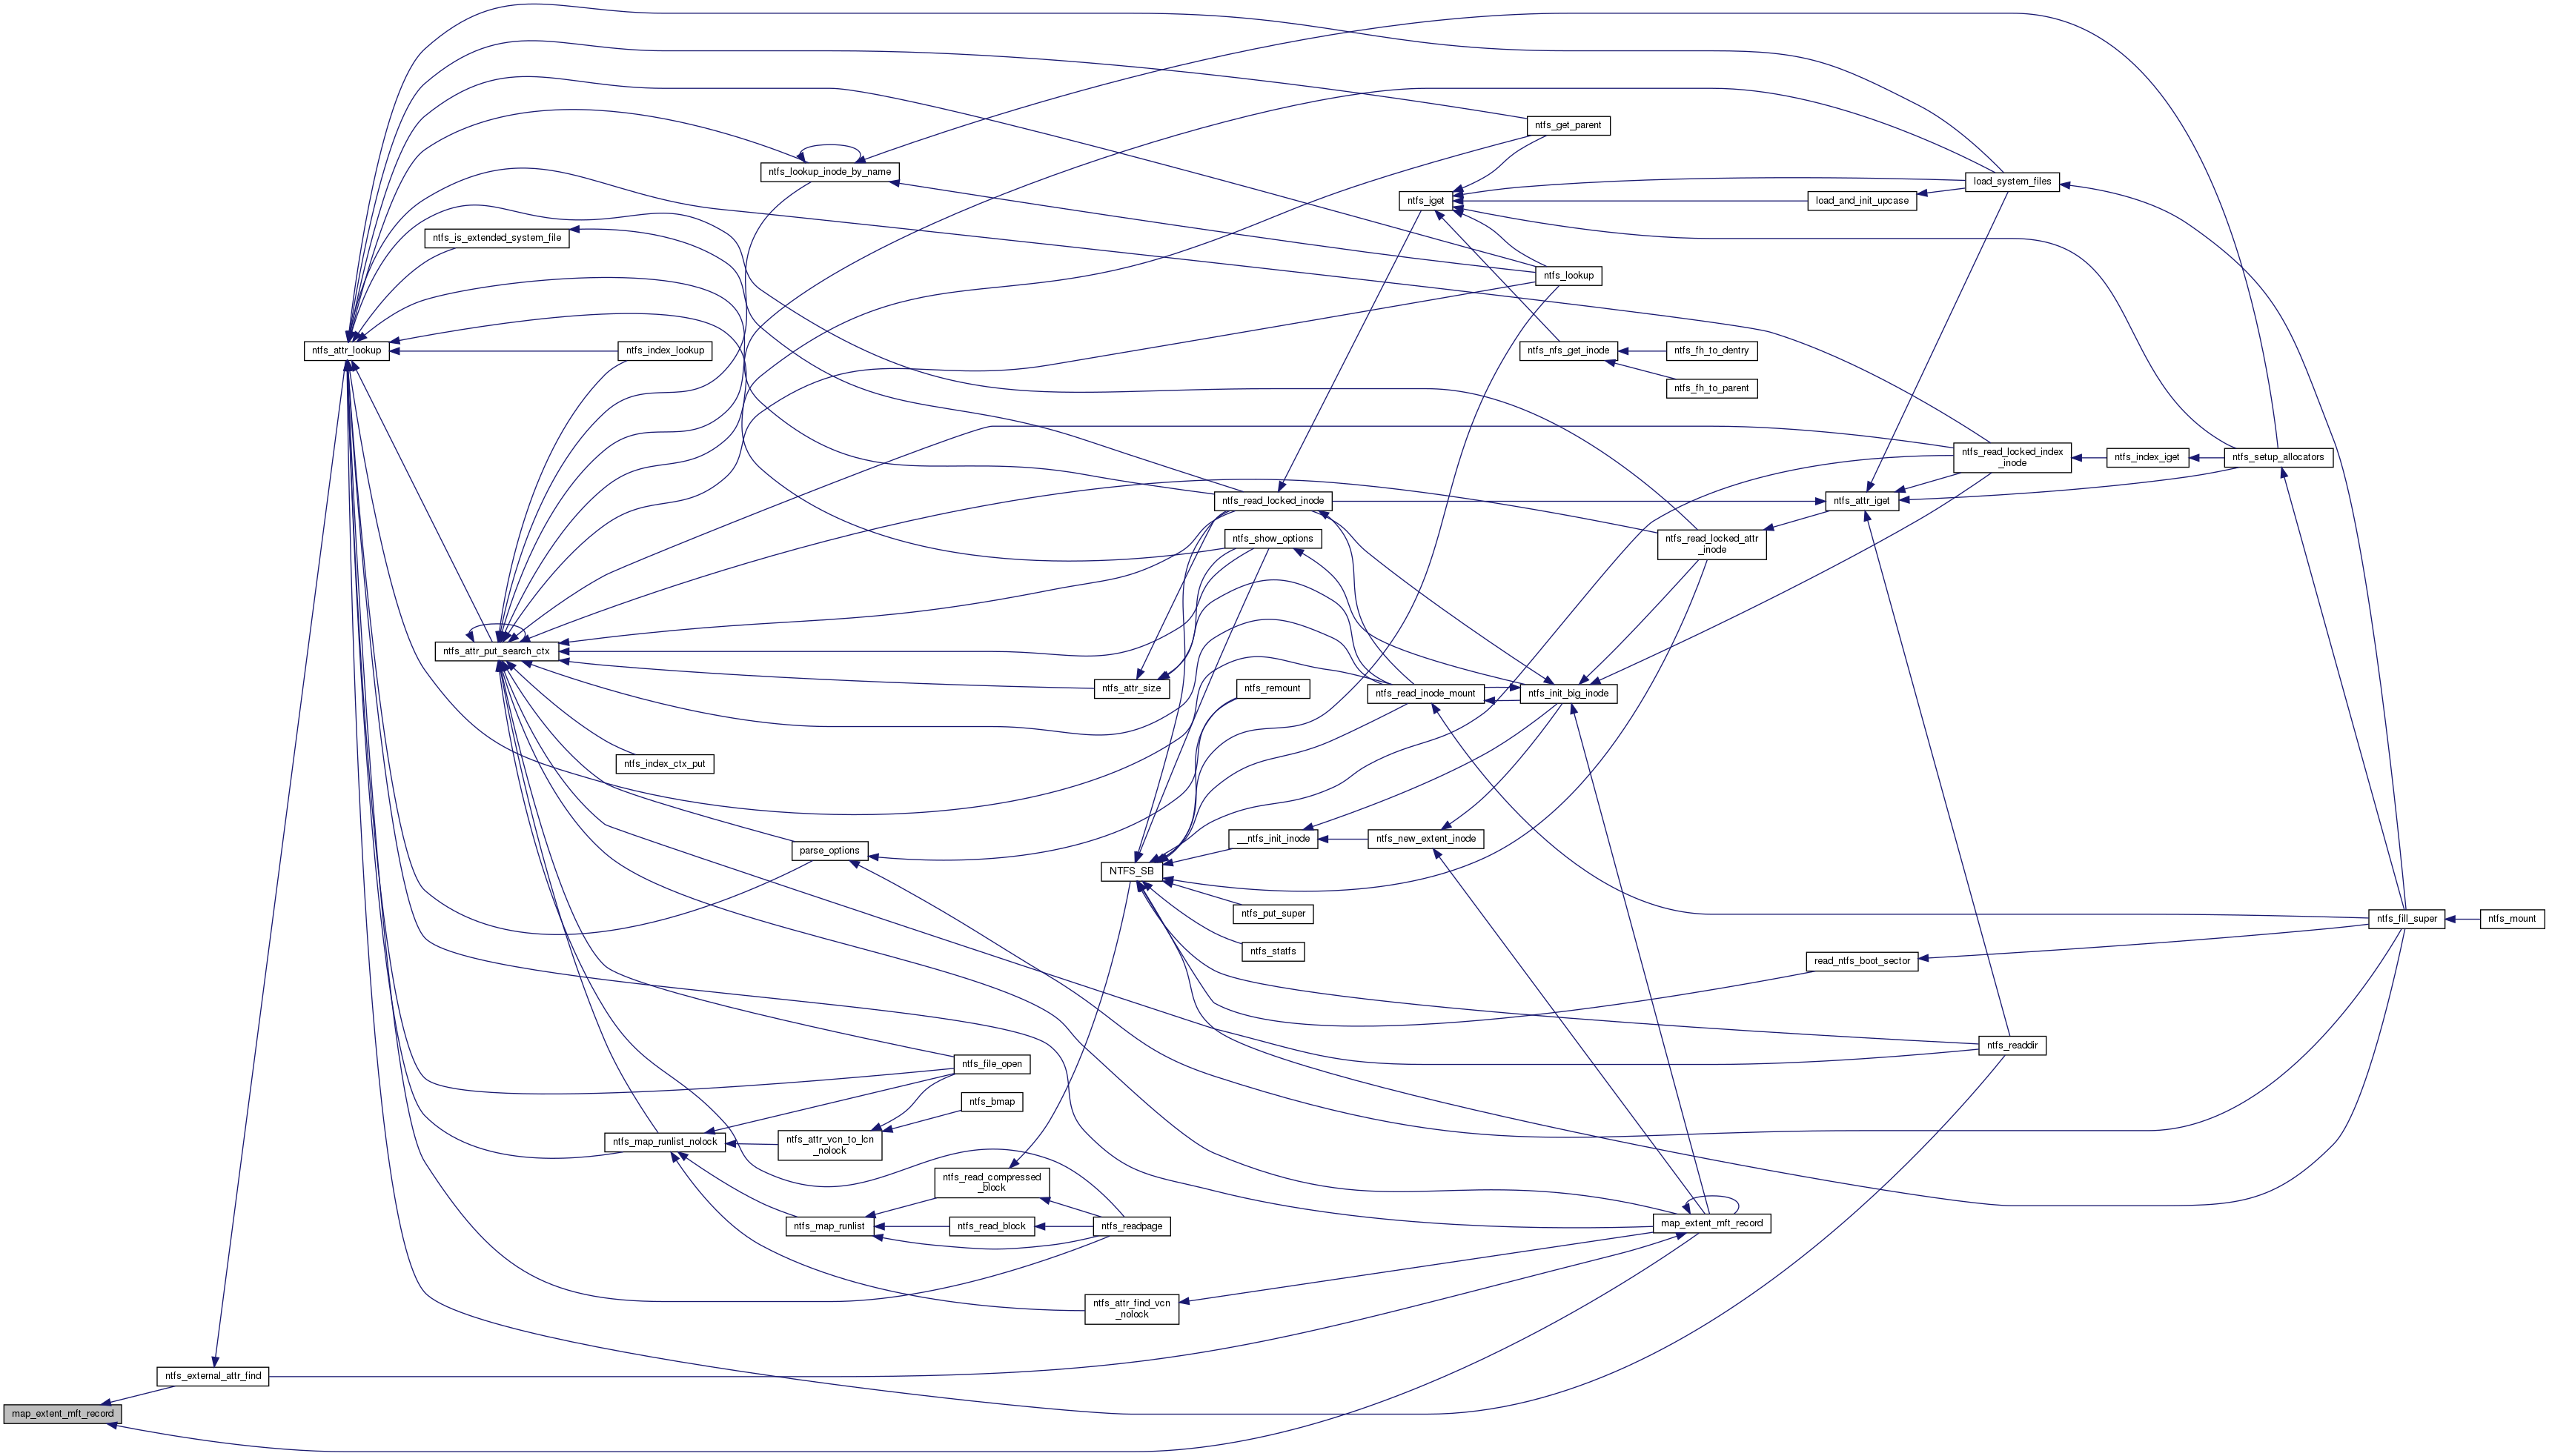 ntfs_get_parent
ntfs_lookup_inode_by_name
load_system_files
ntfs_iget
load_and_init_upcase
ntfs_is_extended_system_file
ntfs_lookup
ntfs_attr_lookup
ntfs_index_lookup
ntfs_nfs_get_inode
ntfs_fh_to_dentry
ntfs_fh_to_parent
ntfs_read_locked_index
_inode
ntfs_index_iget
ntfs_setup_allocators
ntfs_read_locked_inode
ntfs_attr_iget
ntfs_show_options
ntfs_read_locked_attr
_inode
ntfs_attr_put_search_ctx
ntfs_attr_size
ntfs_remount
ntfs_read_inode_mount
ntfs_init_big_inode
ntfs_index_ctx_put
parse_options
__ntfs_init_inode
ntfs_new_extent_inode
NTFS_SB
ntfs_put_super
ntfs_fill_super
ntfs_mount
ntfs_statfs
read_ntfs_boot_sector
ntfs_readdir
ntfs_file_open
ntfs_bmap
ntfs_map_runlist_nolock
ntfs_attr_vcn_to_lcn
_nolock
ntfs_read_compressed
_block
ntfs_map_runlist
ntfs_read_block
ntfs_readpage
map_extent_mft_record
ntfs_attr_find_vcn
_nolock
ntfs_external_attr_find
map_extent_mft_record